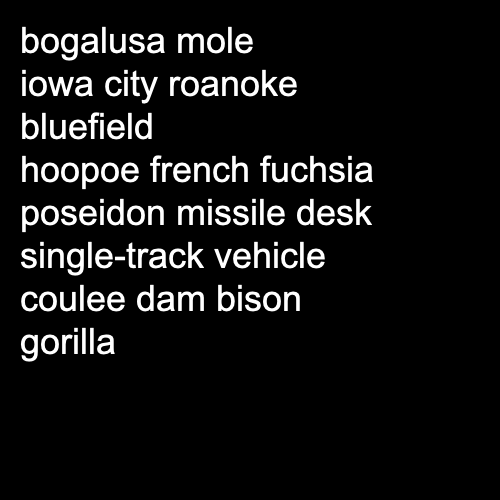 bogalusa mole
iowa city roanoke
bluefield
hoopoe french fuchsia
poseidon missile desk
single-track vehicle
coulee dam bison
gorilla